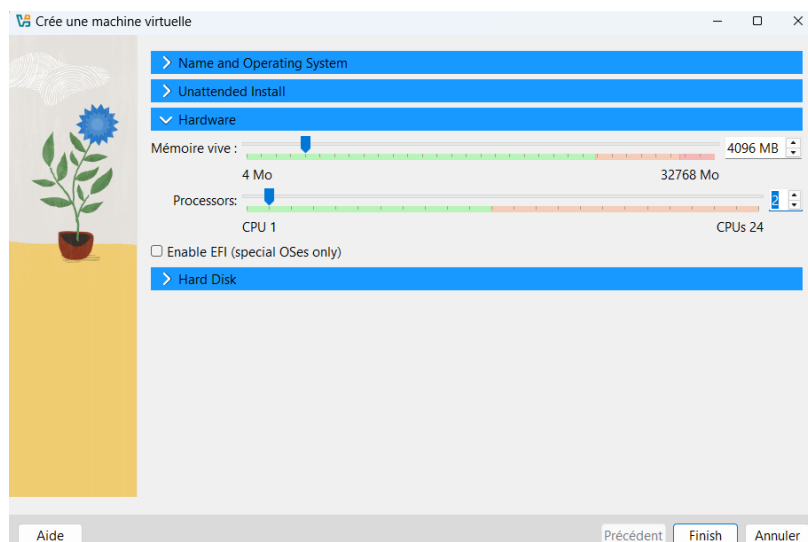 Crée une machine virtuelle
Name and Operating System
Unattended Install
Hardware
Mémoire vive : 4096 MB
4 Mo 32768 Mo
Processors: 2
CPU 1 CPUs 24
Enable EFI (special OSes only)
Hard Disk
Aide Précédent Finish Annuler